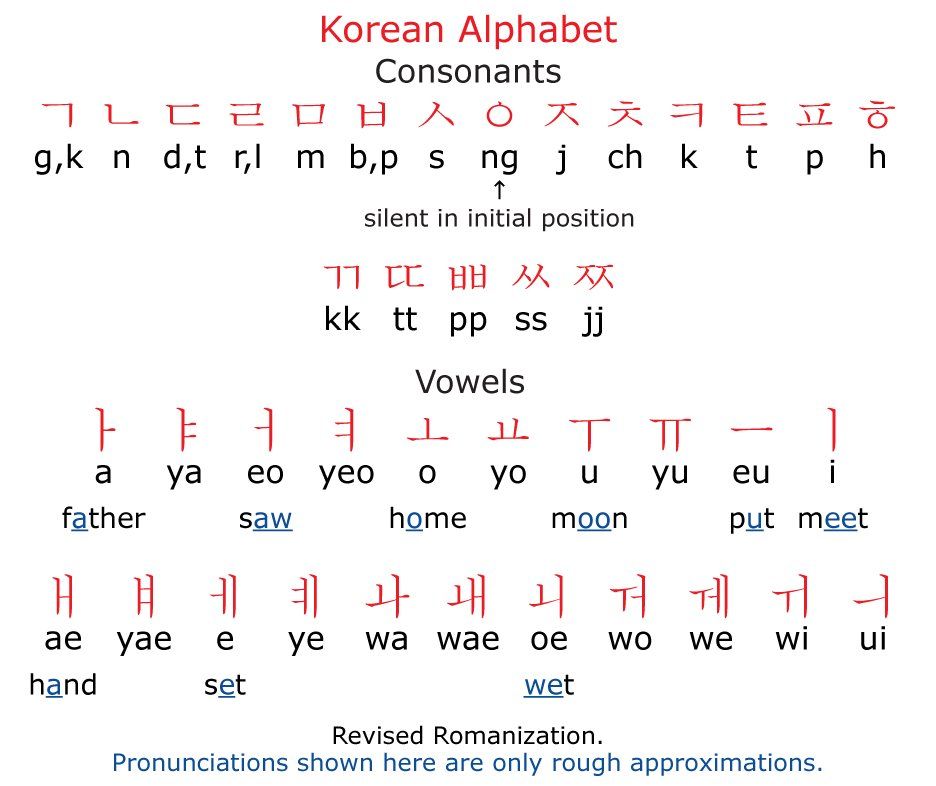 Korean Alphabet
Consonants
ㄱ ㄴ ㄷ ㄹ ㅁ ㅂ ㅅ ㅇ ㅈ ㅊ ㅋ ㅌ ㅍ ㅎ
g,k n d,t r,l m b,p s ng j ch k t p h
↑
silent in initial position
ㄲ ㄸ ㅃ ㅆ ㅉ
kk tt pp ss jj
Vowels
ㅏ ㅑ ㅓ ㅕ ㅗ ㅛ ㅜ ㅠ ㅡ ㅣ
a ya eo yeo o yo u yu eu i
father saw home moon put meet
ㅐ ㅒ ㅔ ㅖ ㅘ ㅙ ㅚ ㅝ ㅞ ㅟ ㅢ
ae yae e ye wa wae oe wo we wi ui
hand set wet
Revised Romanization.
Pronunciations shown here are only rough approximations.